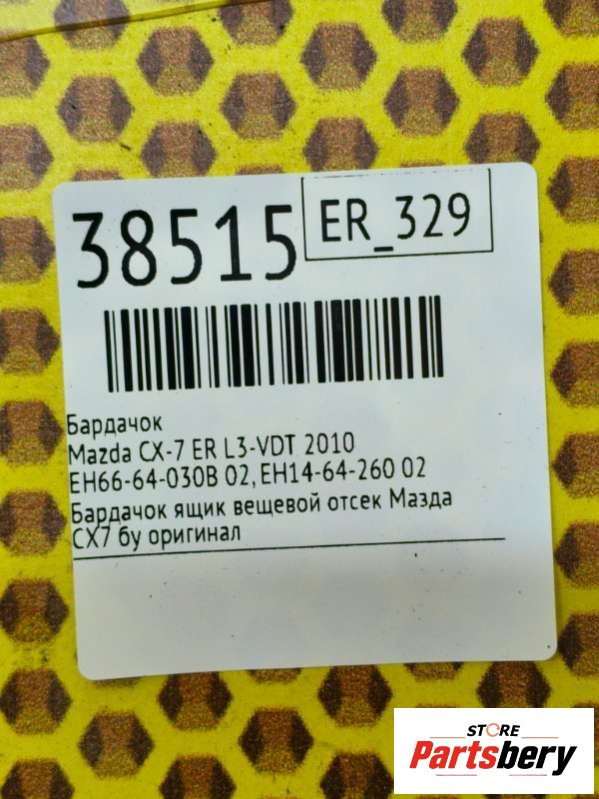 38515
ER_329
Бардачок
Mazda CX-7 ER L3-VDT 2010
EH66-64-030B 02, EH14-64-260 02
Бардачок ящик вещевой отсек Мазда
CX7 бу оригинал
STORE
Partsbery